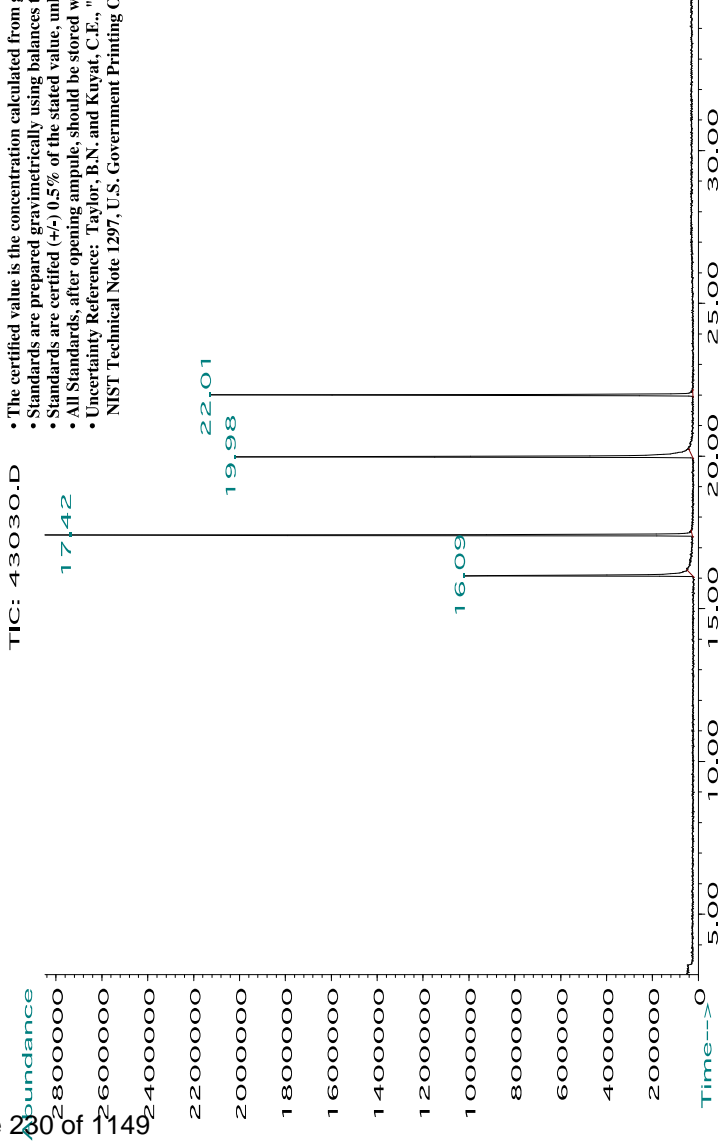 • The certified value is the concentration calculated from g
• Standards are prepared gravimetrically using balances t
• Standards are certifed (+/-) 0.5% of the stated value, unl
• All Standards, after opening ampule, should be stored w
• Uncertainty Reference: Taylor, B.N. and Kuyat, C.E., "
NIST Technical Note 1297, U.S. Government Printing O
TIC: 43030.D
Abundance
2800000
2600000
2400000
2200000
2000000
1800000
1600000
1400000
1200000
1000000
800000
600000
400000
200000
0
Time-->
5.00
10.00
15.00
20.00
25.00
30.00
16.09
17.42
19.98
22.01
230 of 1149